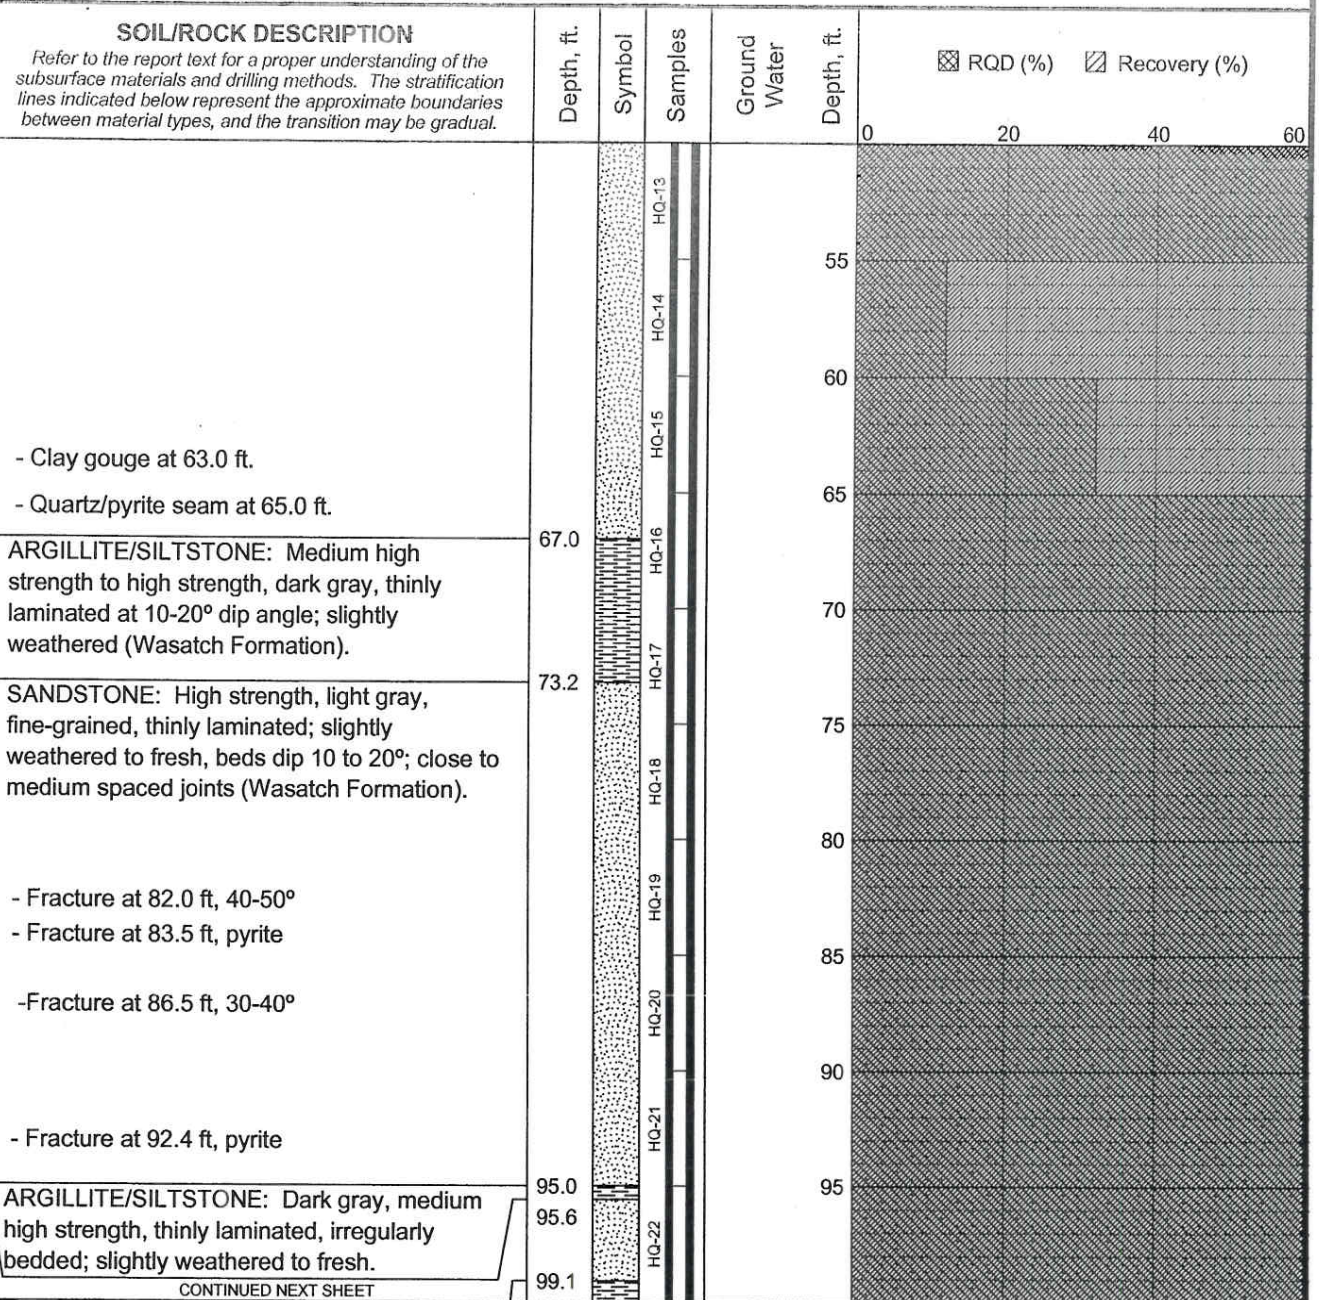 SOIL/ROCK DESCRIPTION
Refer to the report text for a proper understanding of the
subsurface materials and drilling methods. The stratification
lines indicated below represent the approximate boundaries
between material types, and the transition may be gradual.
Depth, ft.
Symbol
Samples
Ground
Water
Depth, ft.
RQD (%) Recovery (%)
0 20 40 60
HQ-13
55
HQ-14
60
HQ-15
- Clay gouge at 63.0 ft.
65
- Quartz/pyrite seam at 65.0 ft.
67.0
HQ-16
ARGILLITE/SILTSTONE: Medium high
strength to high strength, dark gray, thinly
laminated at 10-20º dip angle; slightly
weathered (Wasatch Formation).
70
HQ-17
73.2
SANDSTONE: High strength, light gray,
fine-grained, thinly laminated; slightly
weathered to fresh, beds dip 10 to 20º; close to
medium spaced joints (Wasatch Formation).
75
HQ-18
80
HQ-19
- Fracture at 82.0 ft, 40-50º
- Fracture at 83.5 ft, pyrite
85
-Fracture at 86.5 ft, 30-40º
HQ-20
90
HQ-21
- Fracture at 92.4 ft, pyrite
95.0
95
ARGILLITE/SILTSTONE: Dark gray, medium
high strength, thinly laminated, irregularly
bedded; slightly weathered to fresh.
95.6
HQ-22
99.1
CONTINUED NEXT SHEET